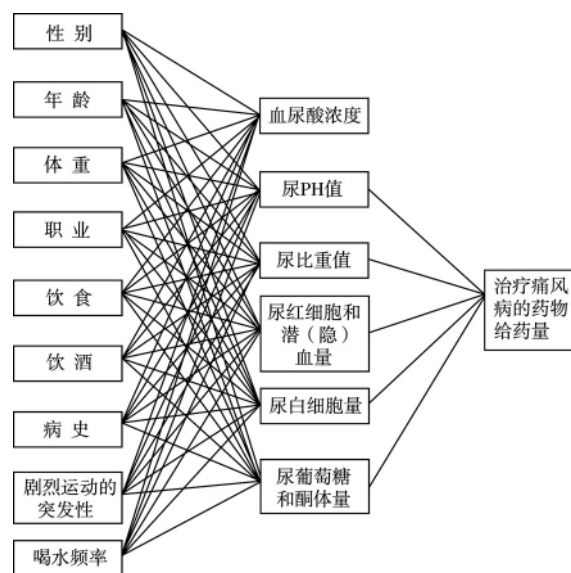 性 别
年 龄
体 重
职 业
饮 食
饮 酒
病 史
剧烈运动的
突发性
喝水频率
血尿酸浓度
尿PH值
尿比重值
尿红细胞和
潜（隐）
血量
尿白细胞量
尿葡萄糖
和酮体量
治疗痛风
病的药物
给药量